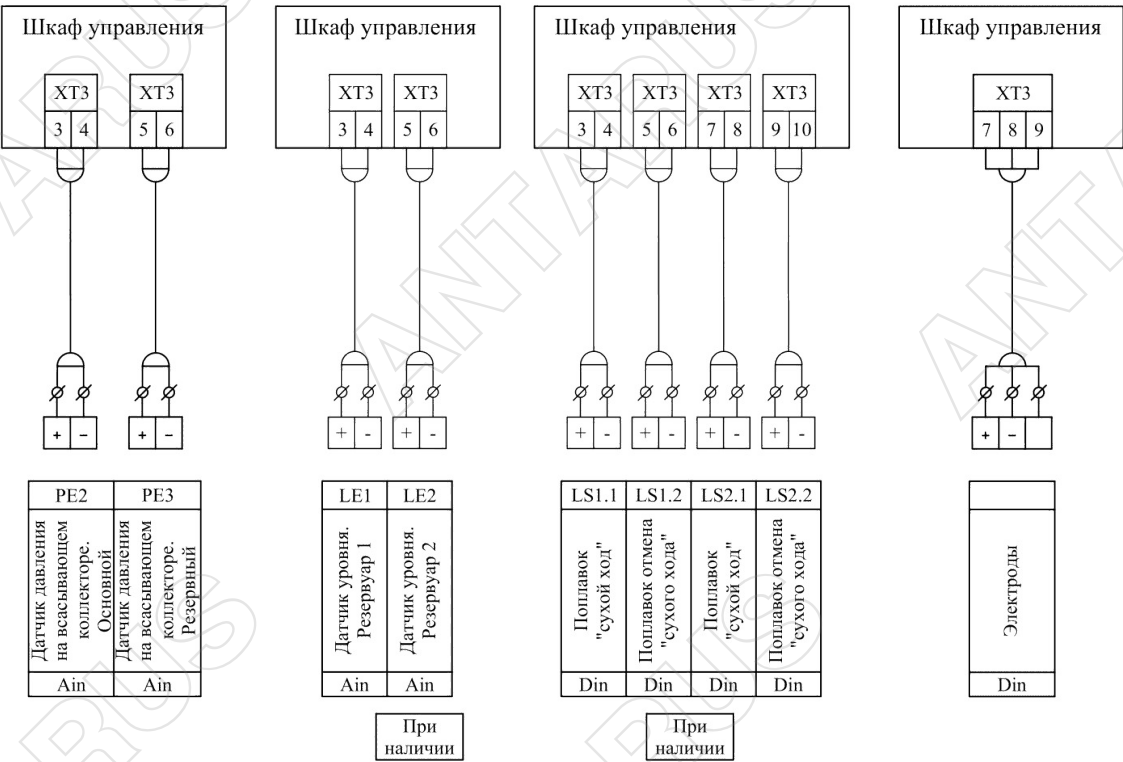 Шкаф управления
XT3 XT3
3 4 5 6
+ – + –
PE2 PE3
Датчик давления
на всасывающем
коллекторе.
Основной
Датчик давления
на всасывающем
коллекторе.
Резервный
Ain Ain
Шкаф управления
XT3 XT3
3 4 5 6
+ - + -
LE1 LE2
Датчик уровня.
Резервуар 1
Датчик уровня.
Резервуар 2
Ain Ain
При
наличии
Шкаф управления
XT3 XT3 XT3 XT3
3 4 5 6 7 8 9 10
+ - + - + - + -
LS1.1 LS1.2 LS2.1 LS2.2
Поплавок
"сухой ход"
Поплавок отмена
"сухого хода"
Поплавок
"сухой ход"
Поплавок отмена
"сухого хода"
Din Din Din Din
При
наличии
Шкаф управления
XT3
7 8 9
+ –
Электроды
Din
ANTARUS
ANTARUS
ARUS
ARUS
ARUS